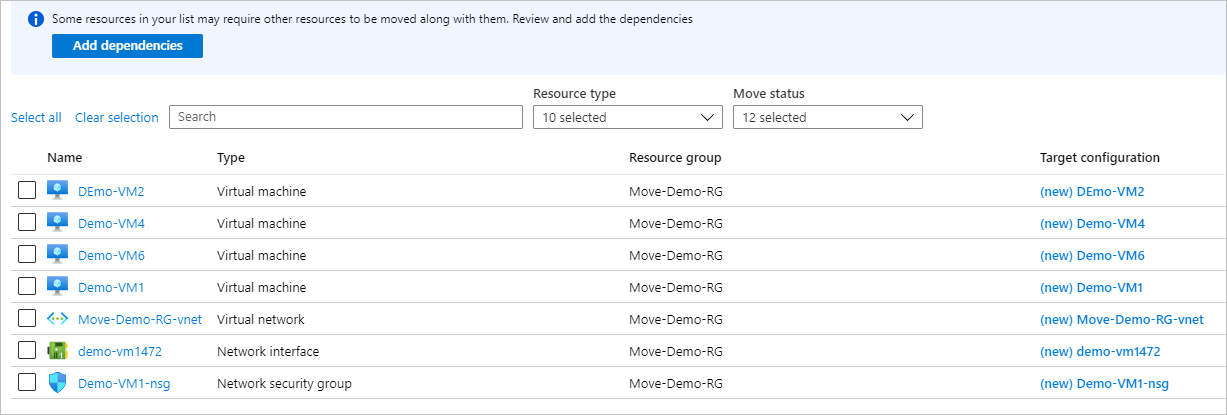 Some resources in your list may require other resources to be moved along with them. Review and add the dependencies
Add dependencies
Resource type
Move status
Select all Clear selection Search 10 selected 12 selected
Name Type Resource group Target configuration
DEmo-VM2 Virtual machine Move-Demo-RG (new) DEmo-VM2
Demo-VM4 Virtual machine Move-Demo-RG (new) Demo-VM4
Demo-VM6 Virtual machine Move-Demo-RG (new) Demo-VM6
Demo-VM1 Virtual machine Move-Demo-RG (new) Demo-VM1
Move-Demo-RG-vnet Virtual network Move-Demo-RG (new) Move-Demo-RG-vnet
demo-vm1472 Network interface Move-Demo-RG (new) demo-vm1472
Demo-VM1-nsg Network security group Move-Demo-RG (new) Demo-VM1-nsg